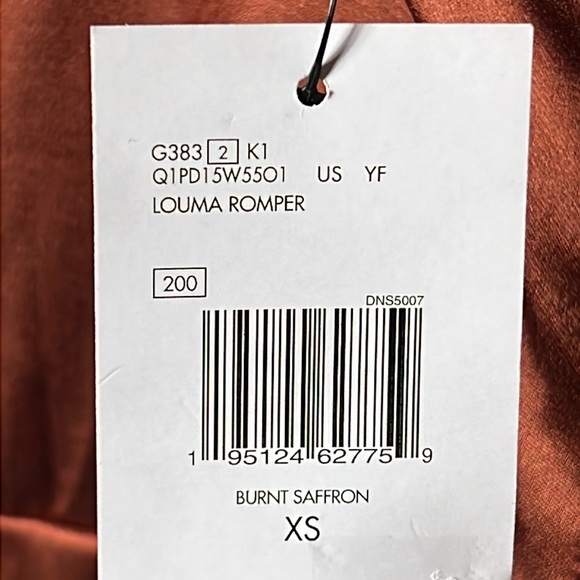 G383 2 K1
Q1PD15W55O1 US YF
LOUMA ROMPER
200
DNS5007
1 95124 62775 9
BURNT SAFFRON
XS